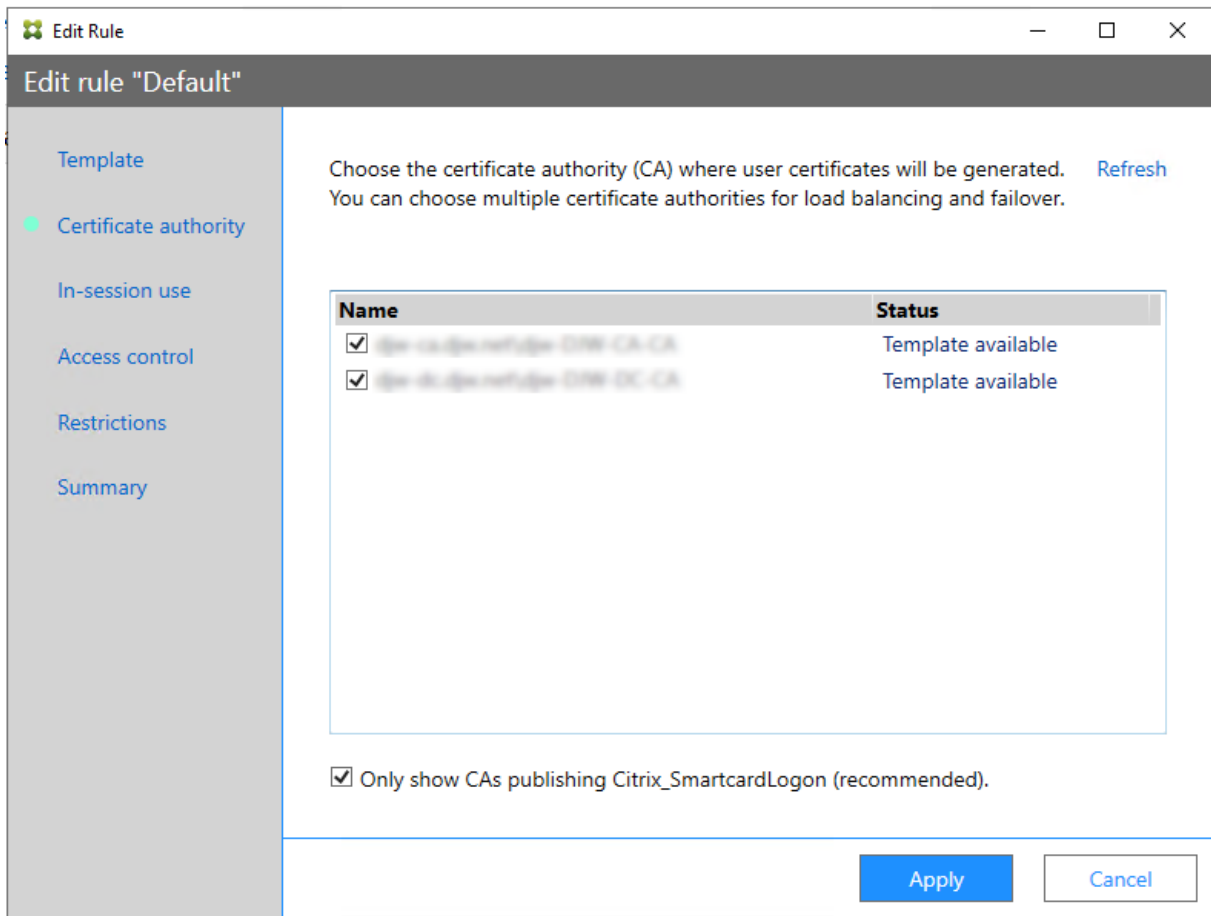 Edit Rule
Edit rule "Default"
Template
Certificate authority
In-session use
Access control
Restrictions
Summary
Choose the certificate authority (CA) where user certificates will be generated.
You can choose multiple certificate authorities for load balancing and failover.
Refresh
Name Status
Template available
Template available
Only show CAs publishing Citrix_SmartcardLogon (recommended).
Apply Cancel